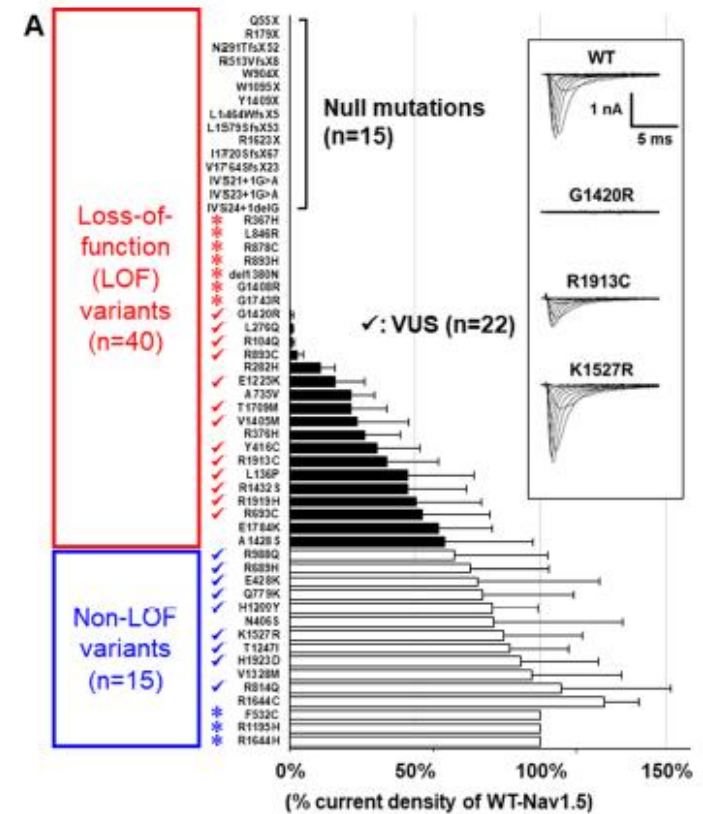 A
Loss-of-
function
(LOF)
variants
(n=40)
Non-LOF
variants
(n=15)
Q55X
R179X
N291TfsX52
R513VfsX8
W904X
W1095X
Y1409X
L1464WfsX5
L1579SfsX53
R1623X
I1720SfsX67
V1764SfsX23
IVS21+1G>A
IVS23+1G>A
IVS24+1delG
* R367H
* L846R
* R878C
* R893H
* del1380N
* G1408R
* G1743R
✓ G1420R
✓ L276Q
✓ R104Q
✓ R893C
R282H
✓ E1225K
A735V
✓ T1709M
✓ V1405M
R376H
✓ Y416C
✓ R1913C
✓ L136P
✓ R1432S
✓ R1919H
✓ R693C
E1784K
A1428S
✓ R988Q
✓ R689H
✓ E428K
✓ Q779K
✓ H1200Y
N406S
✓ K1527R
✓ T1247I
✓ H1923D
V1328M
✓ R814Q
R1644C
* F532C
* R1195H
* R1644H
Null mutations
(n=15)
✓: VUS (n=22)
WT
1 nA
5 ms
G1420R
R1913C
K1527R
0% 50% 100% 150%
(% current density of WT-Nav1.5)